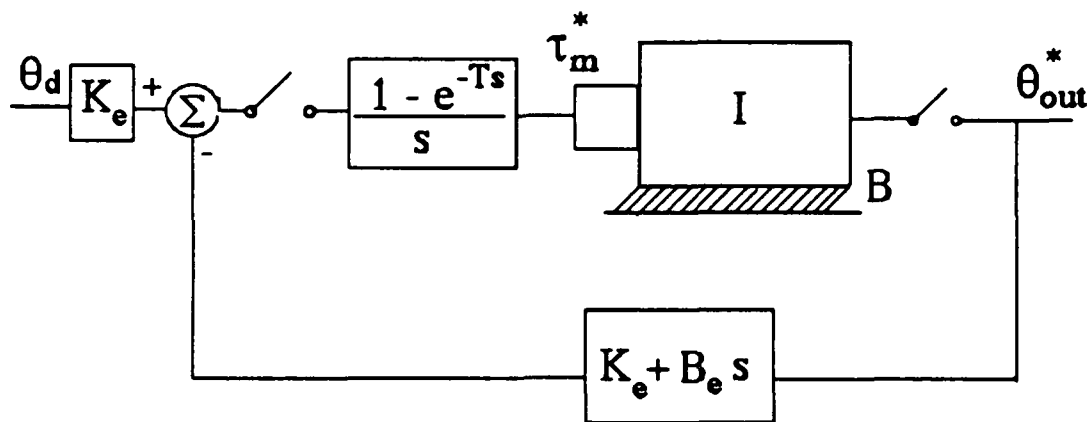 θd
Ke
+
Σ
-
1 - e^-Ts
s
τm*
I
B
θout*
Ke + Be s